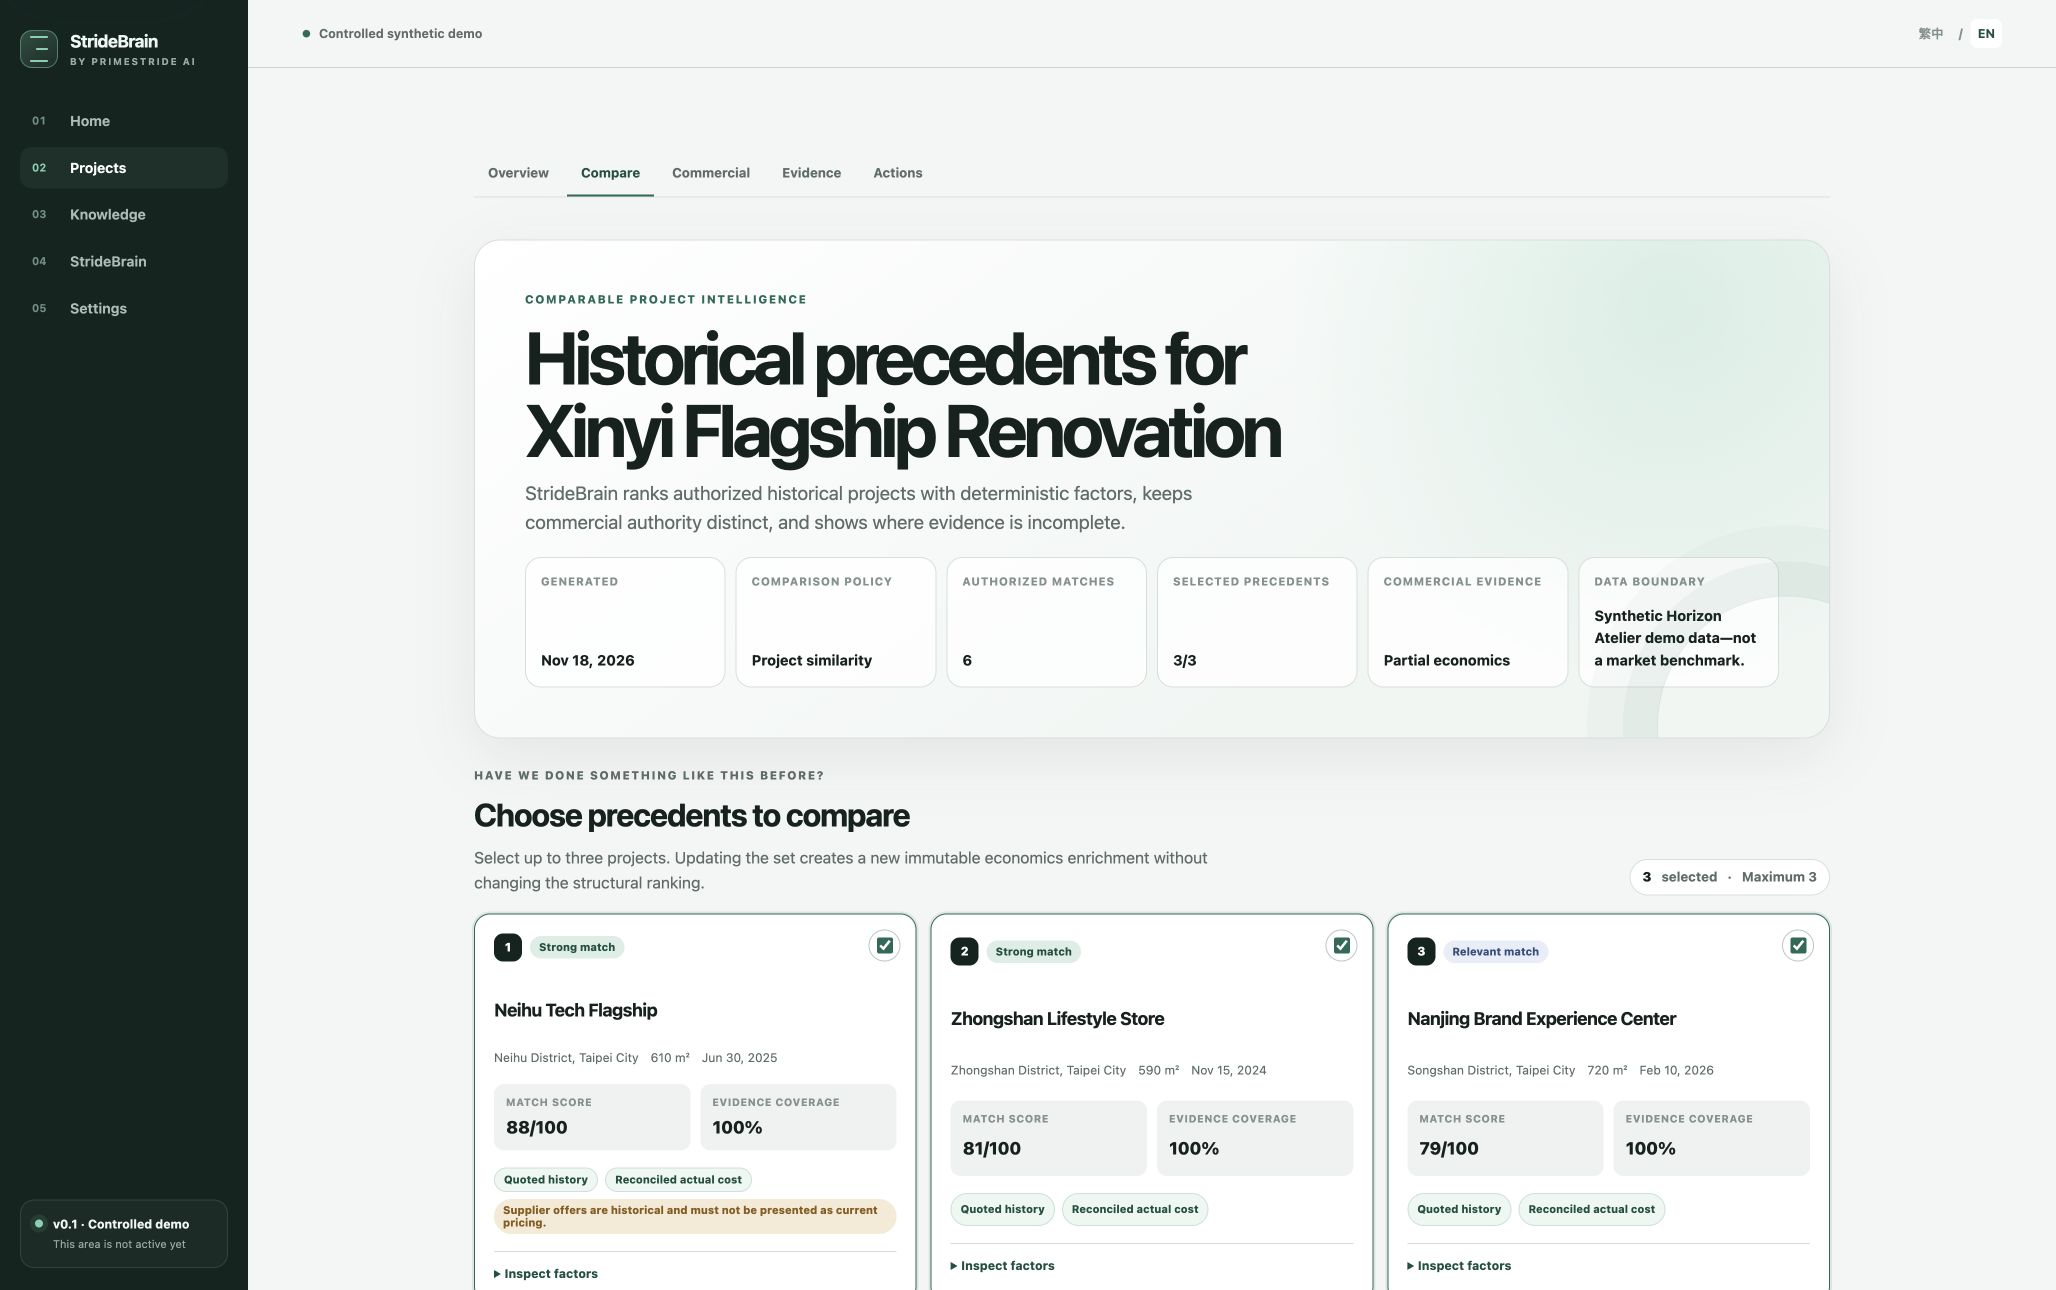 StrideBrain
BY PRIMESTRIDE AI
01 Home
02 Projects
03 Knowledge
04 StrideBrain
05 Settings
v0.1 · Controlled demo
This area is not active yet
Controlled synthetic demo
繁中 / EN
Overview Compare Commercial Evidence Actions
COMPARABLE PROJECT INTELLIGENCE
Historical precedents for
Xinyi Flagship Renovation
StrideBrain ranks authorized historical projects with deterministic factors, keeps
commercial authority distinct, and shows where evidence is incomplete.
GENERATED
Nov 18, 2026
COMPARISON POLICY
Project similarity
AUTHORIZED MATCHES
6
SELECTED PRECEDENTS
3/3
COMMERCIAL EVIDENCE
Partial economics
DATA BOUNDARY
Synthetic Horizon
Atelier demo data—not
a market benchmark.
HAVE WE DONE SOMETHING LIKE THIS BEFORE?
Choose precedents to compare
Select up to three projects. Updating the set creates a new immutable economics enrichment without
changing the structural ranking.
3 selected · Maximum 3
1 Strong match
Neihu Tech Flagship
Neihu District, Taipei City 610 m² Jun 30, 2025
MATCH SCORE
88/100
EVIDENCE COVERAGE
100%
Quoted history Reconciled actual cost
Supplier offers are historical and must not be presented as current
pricing.
Inspect factors
2 Strong match
Zhongshan Lifestyle Store
Zhongshan District, Taipei City 590 m² Nov 15, 2024
MATCH SCORE
81/100
EVIDENCE COVERAGE
100%
Quoted history Reconciled actual cost
Inspect factors
3 Relevant match
Nanjing Brand Experience Center
Songshan District, Taipei City 720 m² Feb 10, 2026
MATCH SCORE
79/100
EVIDENCE COVERAGE
100%
Quoted history Reconciled actual cost
Inspect factors